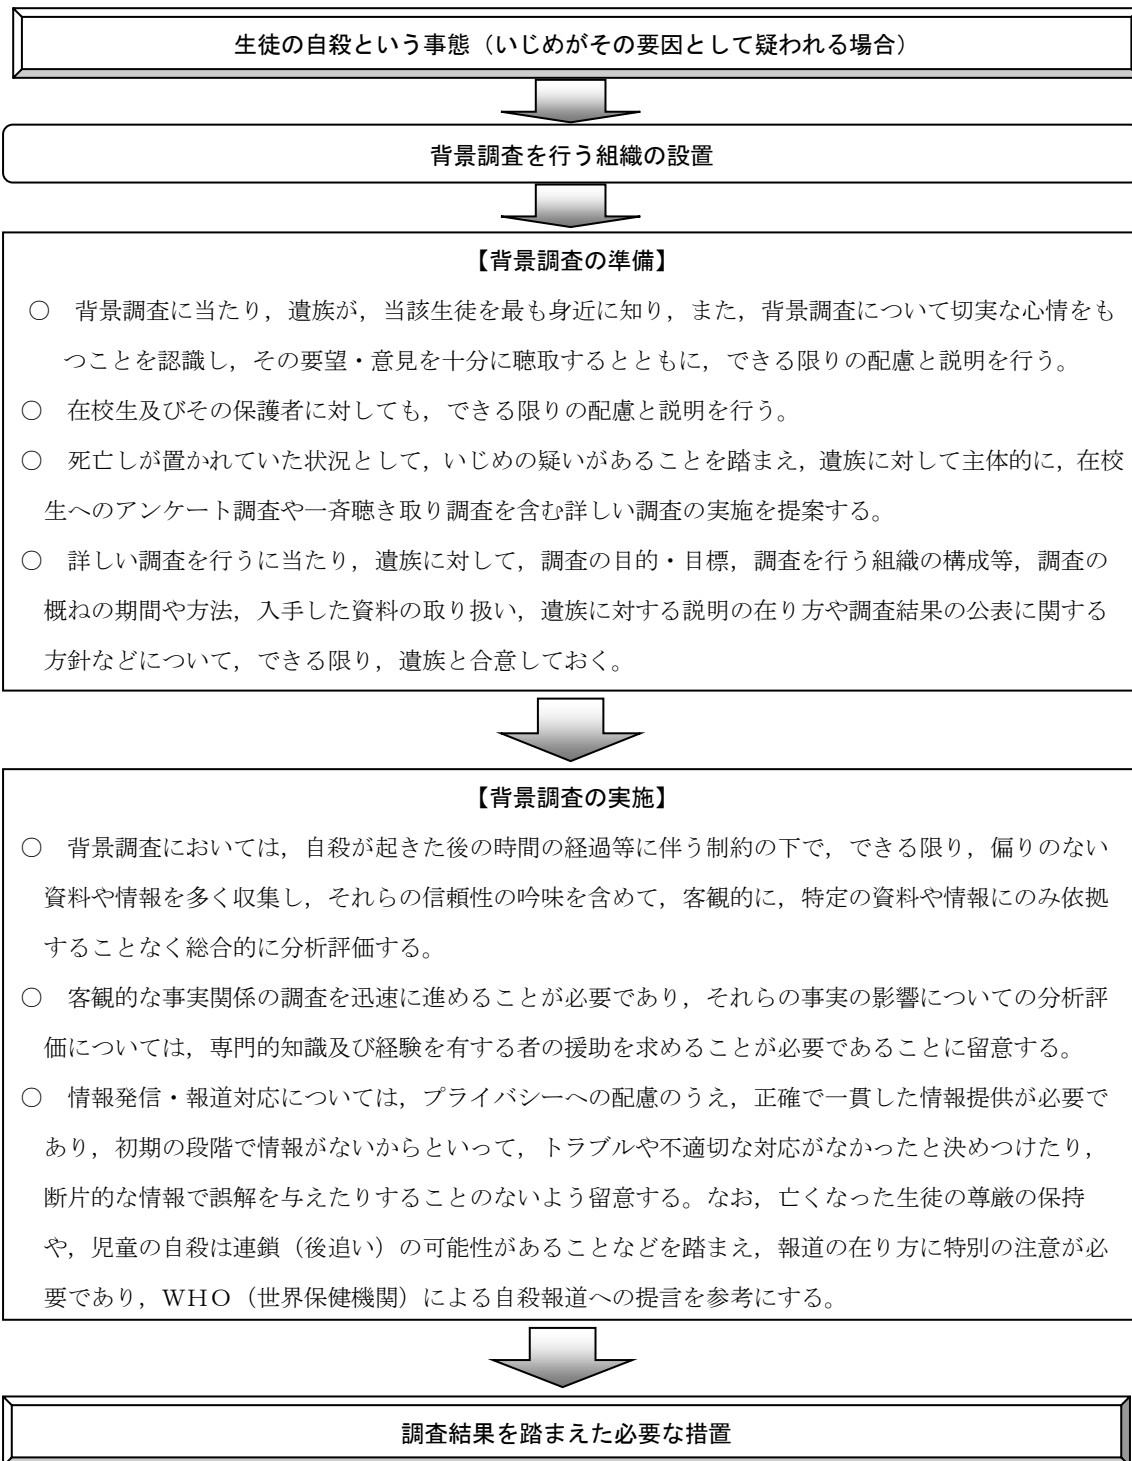 生徒の自殺という事態（いじめがその要因として疑われる場合）
背景調査を行う組織の設置
【背景調査の準備】
○　背景調査に当たり，遺族が，当該生徒を最も身近に知り，また，背景調査について切実な心情をも
つことを認識し，その要望・意見を十分に聴取するとともに，できる限りの配慮と説明を行う。
○　在校生及びその保護者に対しても，できる限りの配慮と説明を行う。
○　死亡しが置かれていた状況として，いじめの疑いがあることを踏まえ，遺族に対して主体的に，在校
生へのアンケート調査や一斉聴き取り調査を含む詳しい調査の実施を提案する。
○　詳しい調査を行うに当たり，遺族に対して，調査の目的・目標，調査を行う組織の構成等，調査の
概ねの期間や方法，入手した資料の取り扱い，遺族に対する説明の在り方や調査結果の公表に関する
方針などについて，できる限り，遺族と合意しておく。
【背景調査の実施】
○　背景調査においては，自殺が起きた後の時間の経過等に伴う制約の下で，できる限り，偏りのない
資料や情報を多く収集し，それらの信頼性の吟味を含めて，客観的に，特定の資料や情報にのみ依拠
することなく総合的に分析評価する。
○　客観的な事実関係の調査を迅速に進めることが必要であり，それらの事実の影響についての分析評
価については，専門的知識及び経験を有する者の援助を求めることが必要であることに留意する。
○　情報発信・報道対応については，プライバシーへの配慮のうえ，正確で一貫した情報提供が必要で
あり，初期の段階で情報がないからといって，トラブルや不適切な対応がなかったと決めつけたり，
断片的な情報で誤解を与えたりすることのないよう留意する。なお，亡くなった生徒の尊厳の保持
や，児童の自殺は連鎖（後追い）の可能性があることなどを踏まえ，報道の在り方に特別の注意が必
要であり，ＷＨＯ（世界保健機関）による自殺報道への提言を参考にする。
調査結果を踏まえた必要な措置